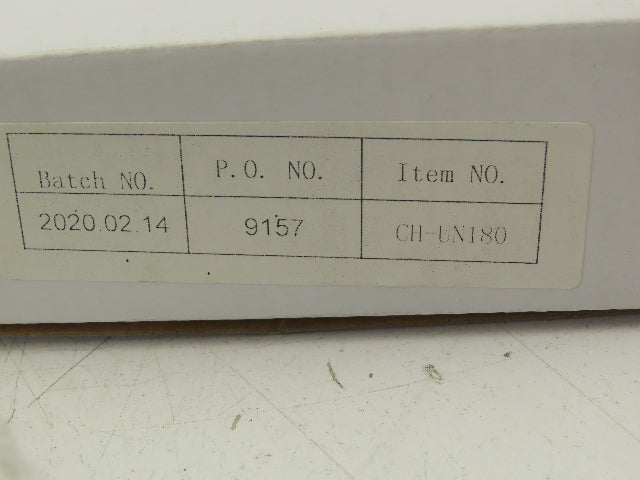 Batch NO. P.O. NO. Item NO.
2020.02.14 9157 CH-UN180